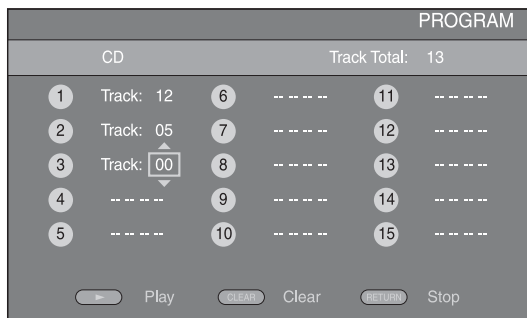 PROGRAM
CD Track Total: 13
1 Track: 12 6 -- -- -- -- 11 -- -- -- --
2 Track: 05 7 -- -- -- -- 12 -- -- -- --
3 Track: 00 8 -- -- -- -- 13 -- -- -- --
4 -- -- -- -- 9 -- -- -- -- 14 -- -- -- --
5 -- -- -- -- 10 -- -- -- -- 15 -- -- -- --
Play CLEAR Clear RETURN Stop